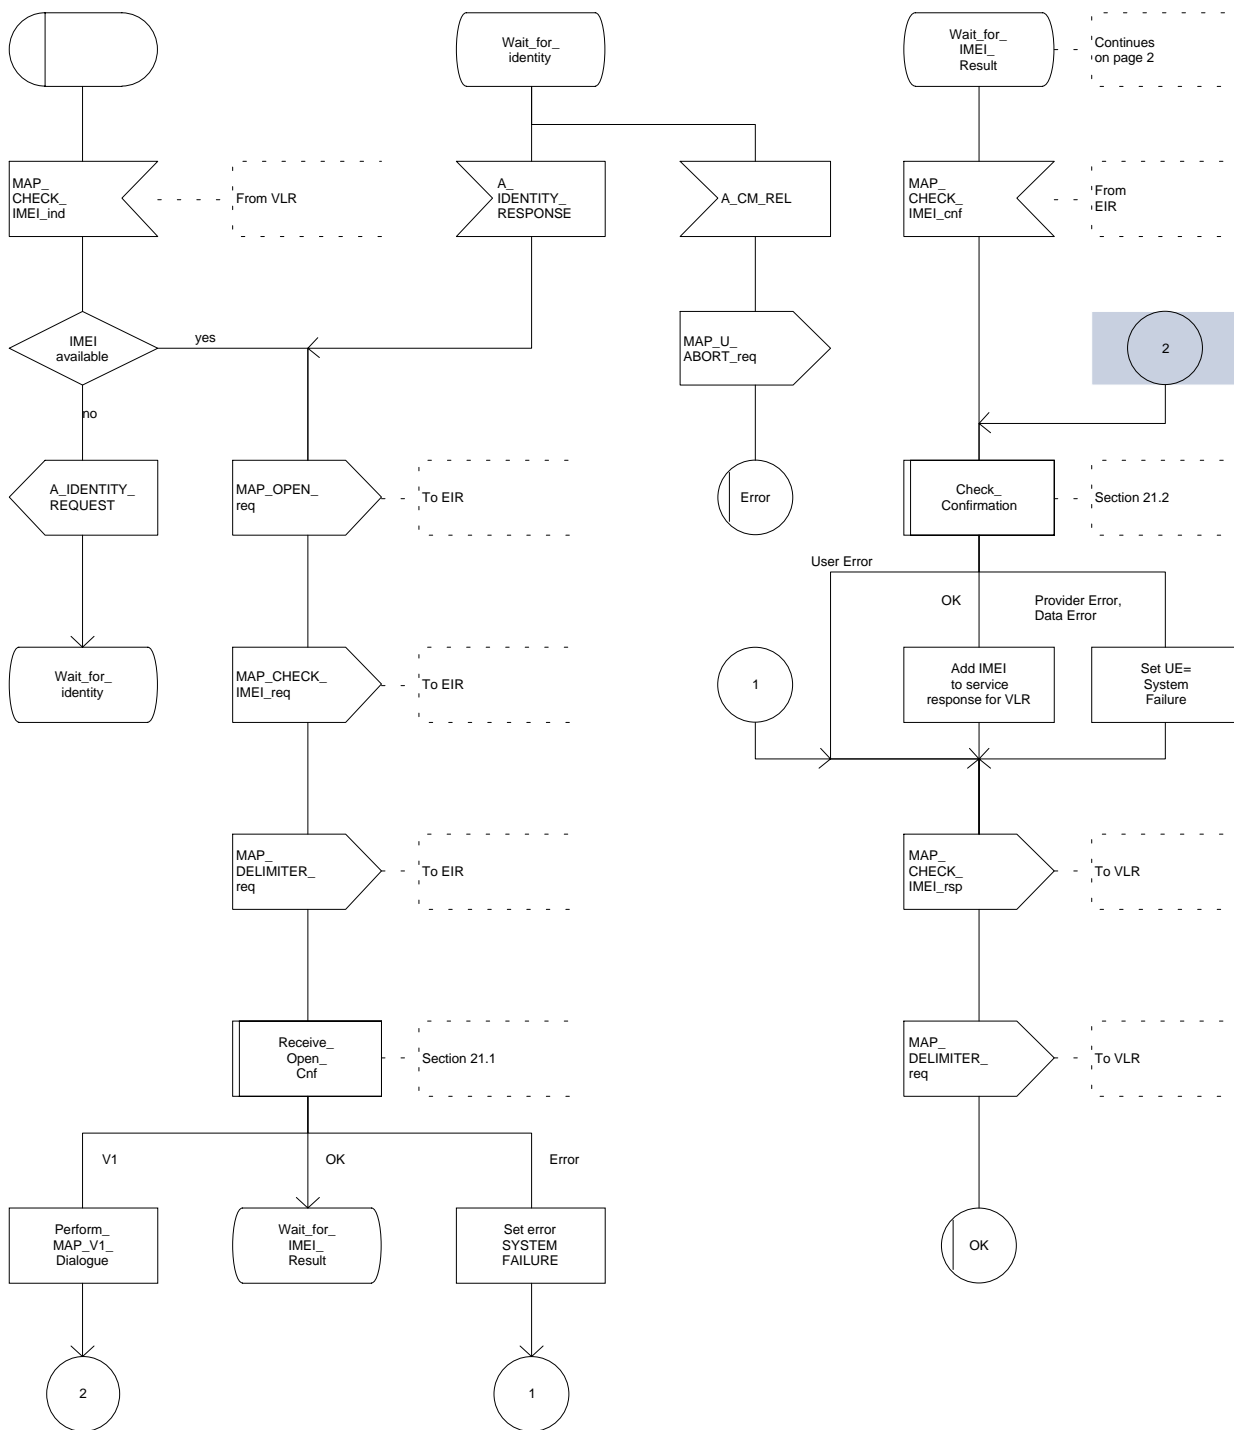 Wait_for_
identity
Wait_for_
IMEI_
Result
Continues
on page 2
MAP_
CHECK_
IMEI_ind
From VLR
A_
IDENTITY_
RESPONSE
A_CM_REL
MAP_
CHECK_
IMEI_cnf
From
EIR
IMEI
available
yes
no
MAP_U_
ABORT_req
2
A_IDENTITY_
REQUEST
MAP_OPEN_
req
To EIR
Error
Check_
Confirmation
Section 21.2
User Error
OK
Provider Error,
Data Error
Wait_for_
identity
MAP_CHECK_
IMEI_req
To EIR
1
Add IMEI
to service
response for VLR
Set UE=
System
Failure
MAP_
DELIMITER_
req
To EIR
MAP_
CHECK_
IMEI_rsp
To VLR
Receive_
Open_
Cnf
Section 21.1
MAP_
DELIMITER_
req
To VLR
V1
OK
Error
Perform_
MAP_V1_
Dialogue
Wait_for_
IMEI_
Result
Set error
SYSTEM
FAILURE
OK
2
1